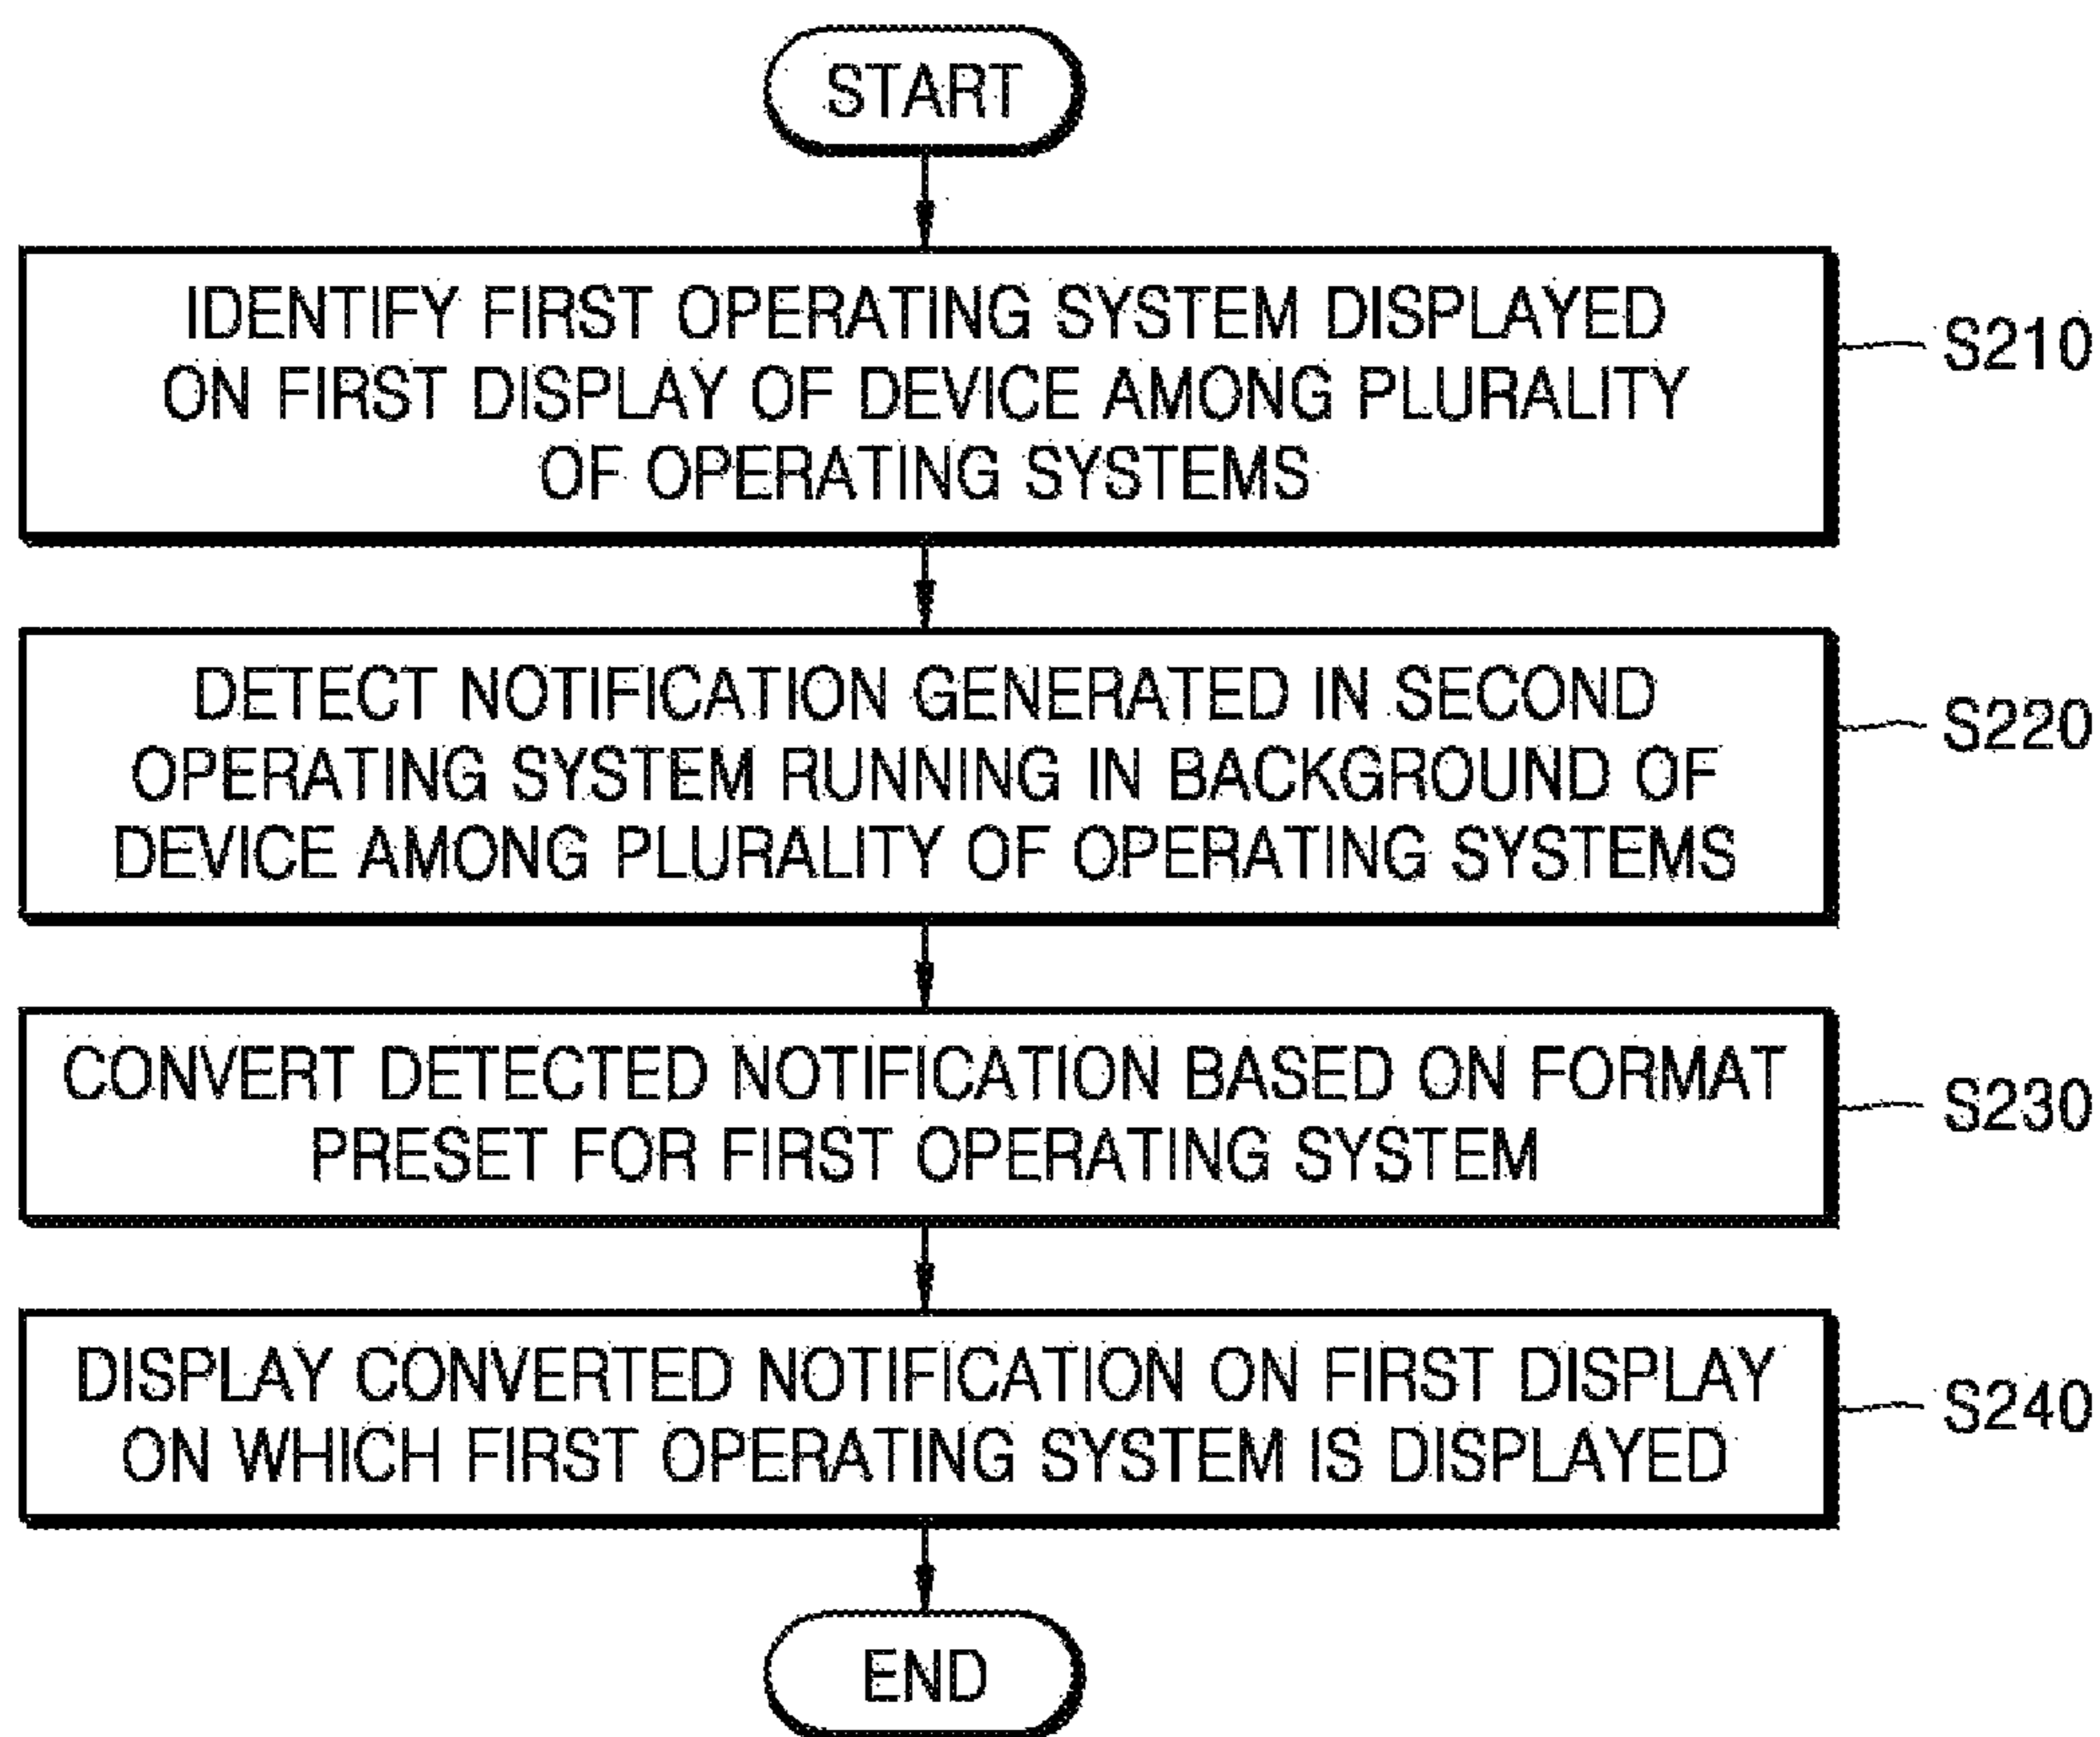 START
IDENTIFY FIRST OPERATING SYSTEM DISPLAYED
ON FIRST DISPLAY OF DEVICE AMONG PLURALITY
OF OPERATING SYSTEMS
S210
DETECT NOTIFICATION GENERATED IN SECOND
OPERATING SYSTEM RUNNING IN BACKGROUND OF
DEVICE AMONG PLURALITY OF OPERATING SYSTEMS
S220
CONVERT DETECTED NOTIFICATION BASED ON FORMAT
PRESET FOR FIRST OPERATING SYSTEM
S230
DISPLAY CONVERTED NOTIFICATION ON FIRST DISPLAY
ON WHICH FIRST OPERATING SYSTEM IS DISPLAYED
S240
END